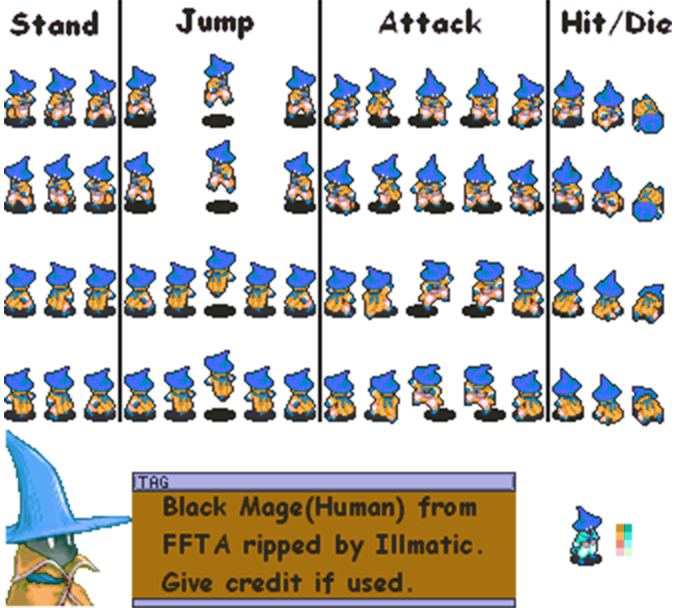 Stand Jump Attack Hit/Die
TAG
Black Mage(Human) from
FFTA ripped by Illmatic.
Give credit if used.